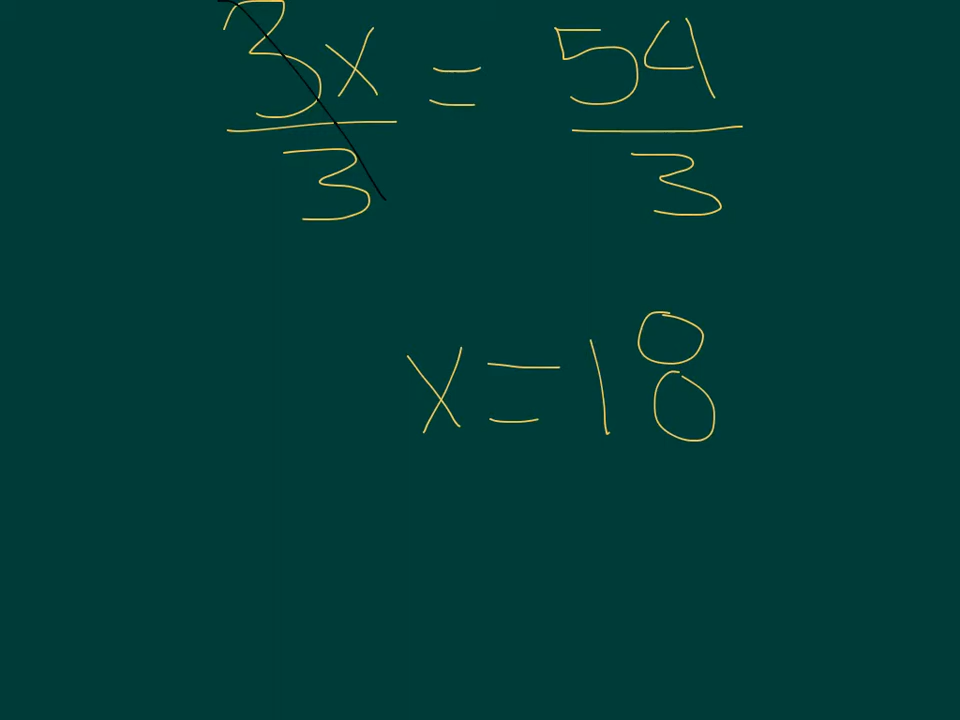 3x = 54
3 3
x=18